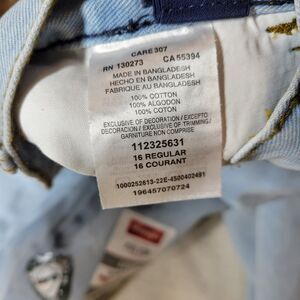 CARE 307
RN 130273 CA 55394
MADE IN BANGLADESH
HECHO EN BANGLADESH
FABRIQUE AU BANGLADESH
100% COTTON
100% ALGODON
100% COTON
EXCLUSIVE OF DECORATION / EXCEPTO
DECORACION / EXCLUSIVE OF TRIMMING/
GARNITURE NON COMPRISE
112325631
16 REGULAR
16 COURANT
1000252613-22E-4500402491
196457070724